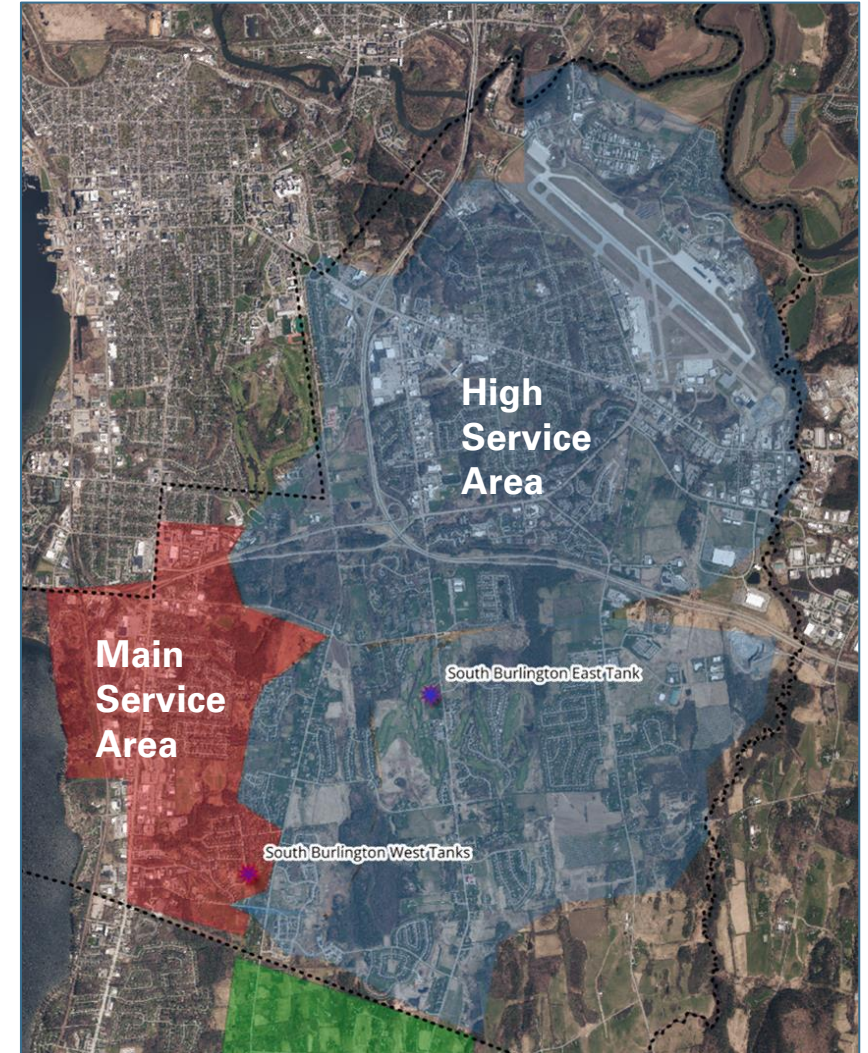 High
Service
Area
Main
Service
Area
South Burlington East Tank
South Burlington West Tanks